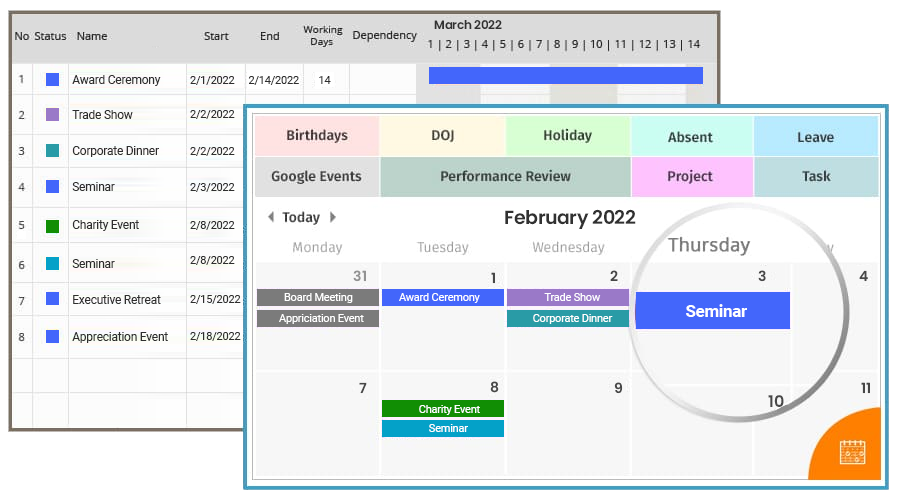 March 2022
No Status Name Start End Working Days Dependency
1 | 2 | 3 | 4 | 5 | 6 | 7 | 8 | 9 | 10 | 11 | 12 | 13 | 14
1 Award Ceremony 2/1/2022 2/14/2022 14
2 Trade Show 2/2/2022
3 Corporate Dinner 2/2/2022
4 Seminar 2/3/2022
5 Charity Event 2/8/2022
6 Seminar 2/8/2022
7 Executive Retreat 2/15/2022
8 Appreciation Event 2/18/2022
Birthdays DOJ Holiday Absent Leave
Google Events Performance Review Project Task
Today February 2022
Monday Tuesday Wednesday Thursday y
31 1 2 3 4
Board Meeting Award Ceremony Trade Show Seminar
Appriciation Event Corporate Dinner
7 8 9 10 11
Charity Event
Seminar